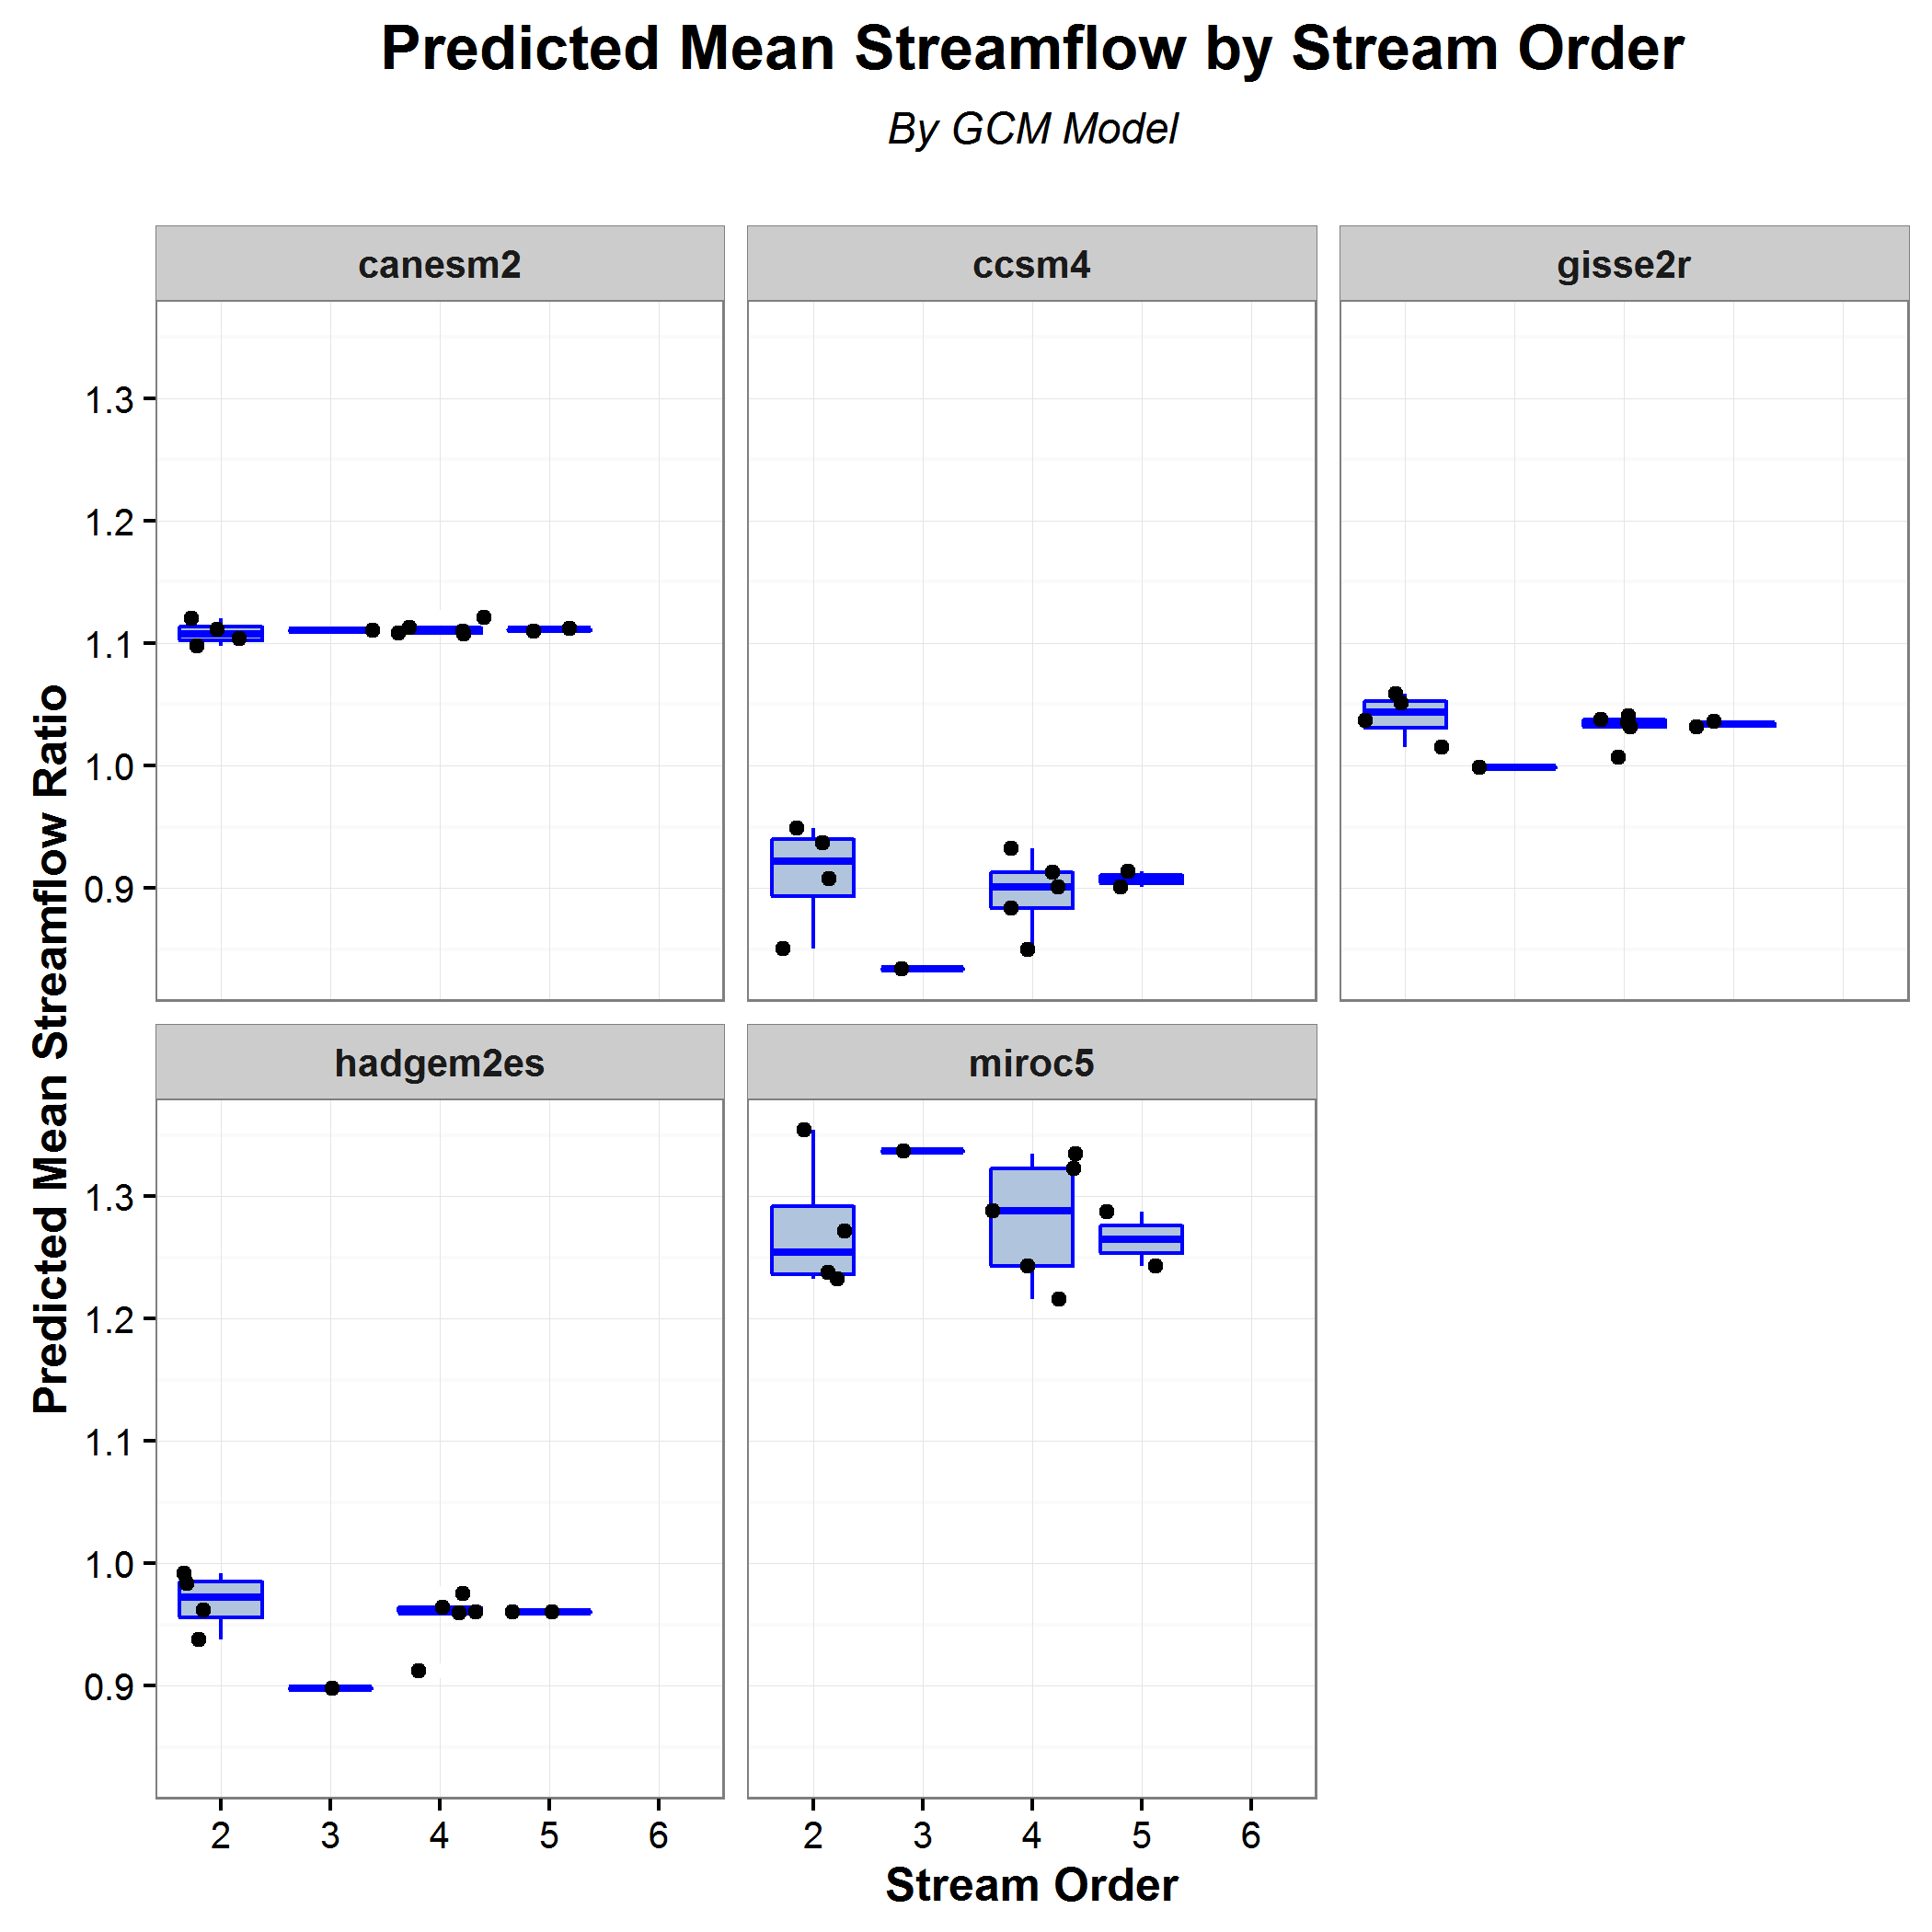 Predicted Mean Streamflow by Stream Order
By GCM Model
canesm2
ccsm4
gisse2r
1.3
1.2
1.1
1.0
0.9
Predicted Mean Streamflow Ratio
hadgem2es
miroc5
1.3
1.2
1.1
1.0
0.9
2 3 4 5 6
2 3 4 5 6
Stream Order